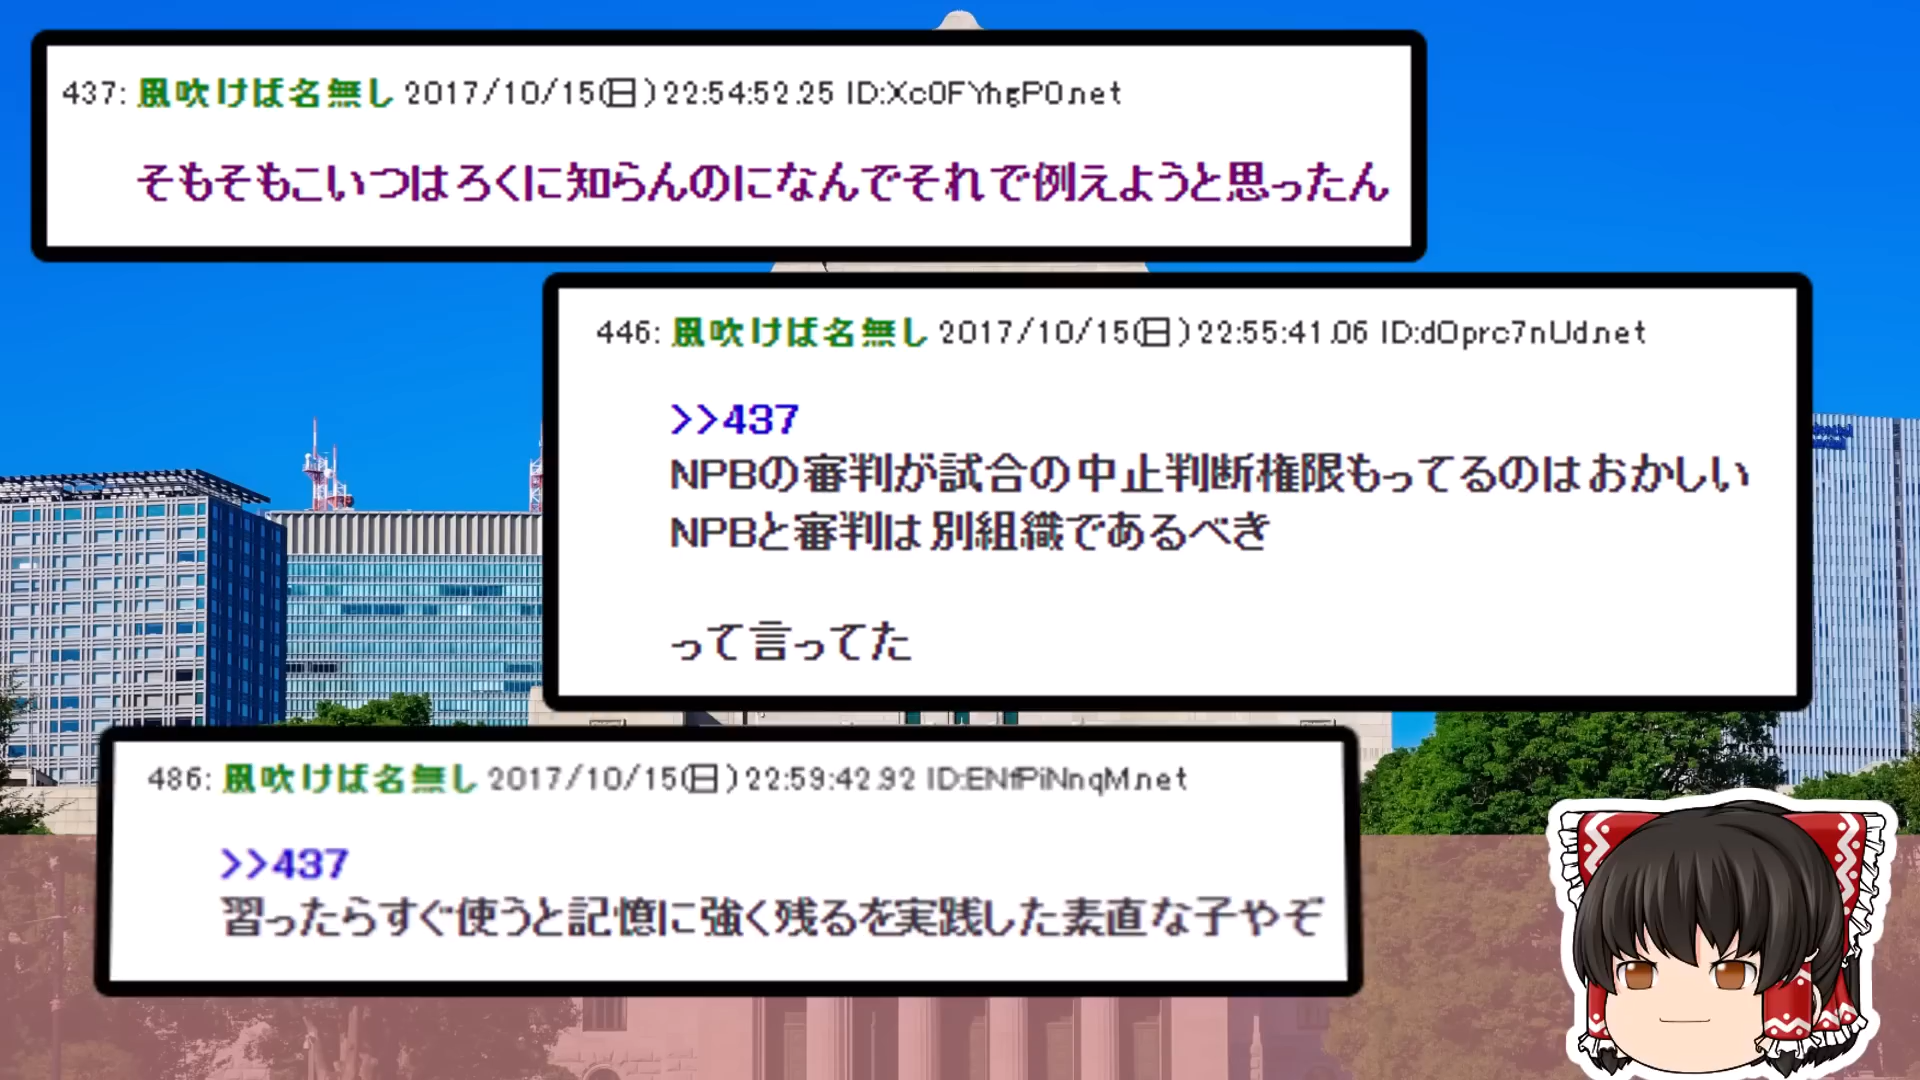 437: 風吹けば名無し 2017/10/15(日) 22:54:52.25 ID:Xc0FYhgP0.net
そもそもこいつはろくに知らんのになんでそれで例えようと思ったん
446: 風吹けば名無し 2017/10/15(日) 22:55:41.06 ID:d0prc7nUd.net
>>437
NPBの審判が試合の中止判断権限もってるのはおかしい
NPBと審判は別組織であるべき
って言ってた
486: 風吹けば名無し 2017/10/15(日) 22:59:42.92 ID:ENfPiNnqM.net
>>437
習ったらすぐ使うと記憶に強く残るを実践した素直な子やぞ